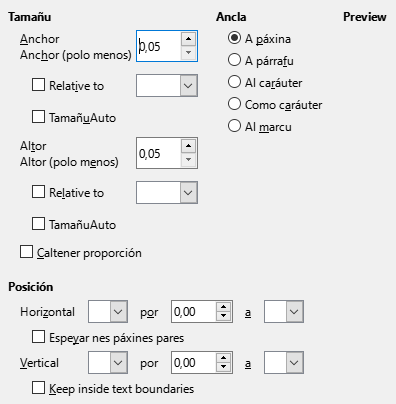 Tamañu
Ancla
Preview
Anchor
Anchor (polo menos)
0,05
Relative to
TamañuAuto
Altor
Altor (polo menos)
0,05
Relative to
TamañuAuto
Caltener proporción
A páxina
A párrafu
Al caráuter
Como caráuter
Al marcu
Posición
Horizontal
por
0,00
a
Espeyar nes páxines pares
Vertical
por
0,00
a
Keep inside text boundaries